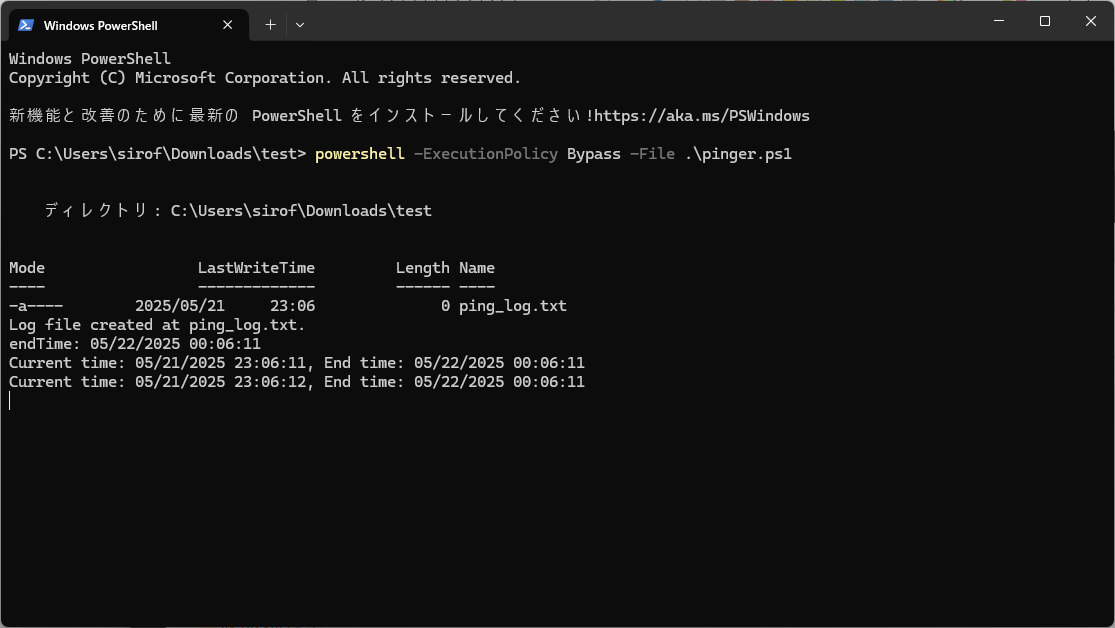 Windows PowerShell
Windows PowerShell
Copyright (C) Microsoft Corporation. All rights reserved.
新機能と改善のために最新の PowerShell をインストールしてください!https://aka.ms/PSWindows
PS C:\Users\sirof\Downloads\test> powershell -ExecutionPolicy Bypass -File .\pinger.ps1
ディレクトリ: C:\Users\sirof\Downloads\test
Mode LastWriteTime Length Name
---- ------------- ------ ----
-a---- 2025/05/21 23:06 0 ping_log.txt
Log file created at ping_log.txt.
endTime: 05/22/2025 00:06:11
Current time: 05/21/2025 23:06:11, End time: 05/22/2025 00:06:11
Current time: 05/21/2025 23:06:12, End time: 05/22/2025 00:06:11